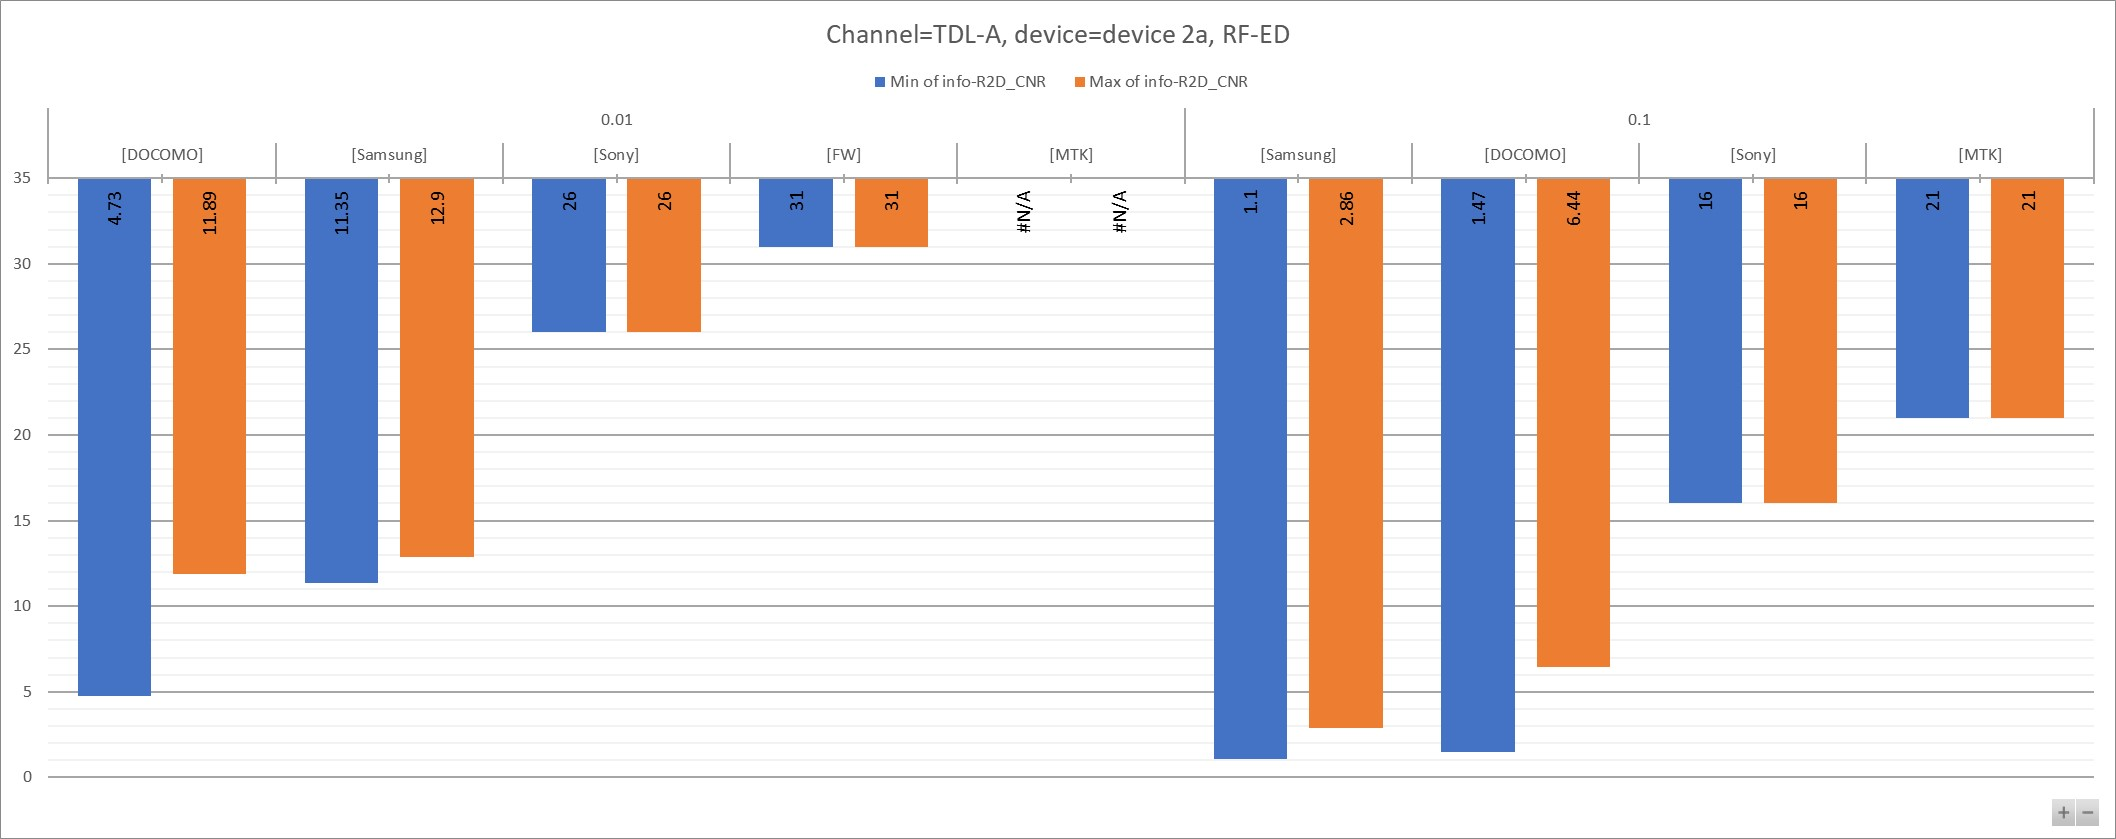 Channel=TDL-A, device=device 2a, RF-ED
Min of info-R2D_CNR Max of info-R2D_CNR
0.01 0.1
[DOCOMO] [Samsung] [Sony] [FW] [MTK] [Samsung] [DOCOMO] [Sony] [MTK]
35
4.73 11.89 11.35 12.9 26 26 31 31 #N/A #N/A 1.1 2.86 1.47 6.44 16 16 21 21
30
25
20
15
10
5
0
+ −